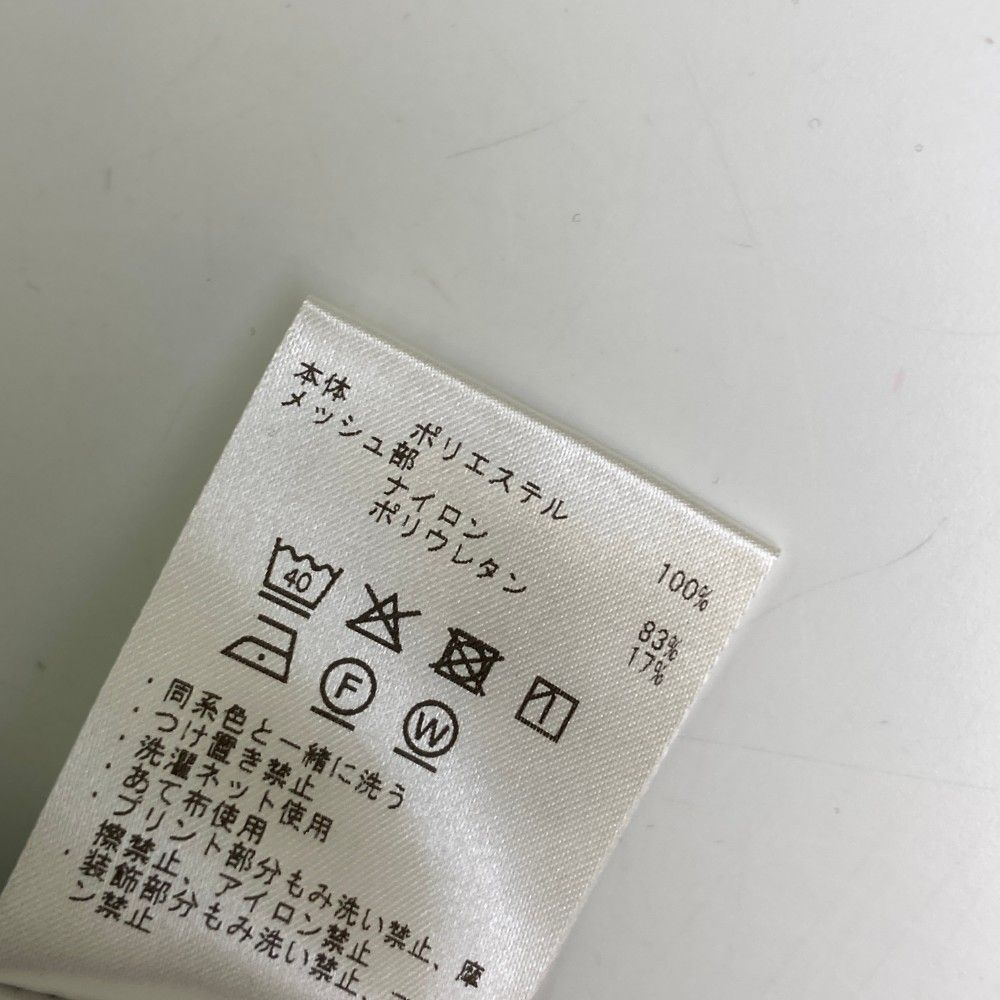 本体
ポリエステル 100%
メッシュ部
ナイロン 83%
ポリウレタン 17%
40
F
W
・同系色と一緒に洗う
・つけ置き禁止
・洗濯ネット使用
・あて布使用
・プリント部分もみ洗い禁止、摩
擦禁止、アイロン禁止
・装飾部分もみ洗い禁止、
ン禁止